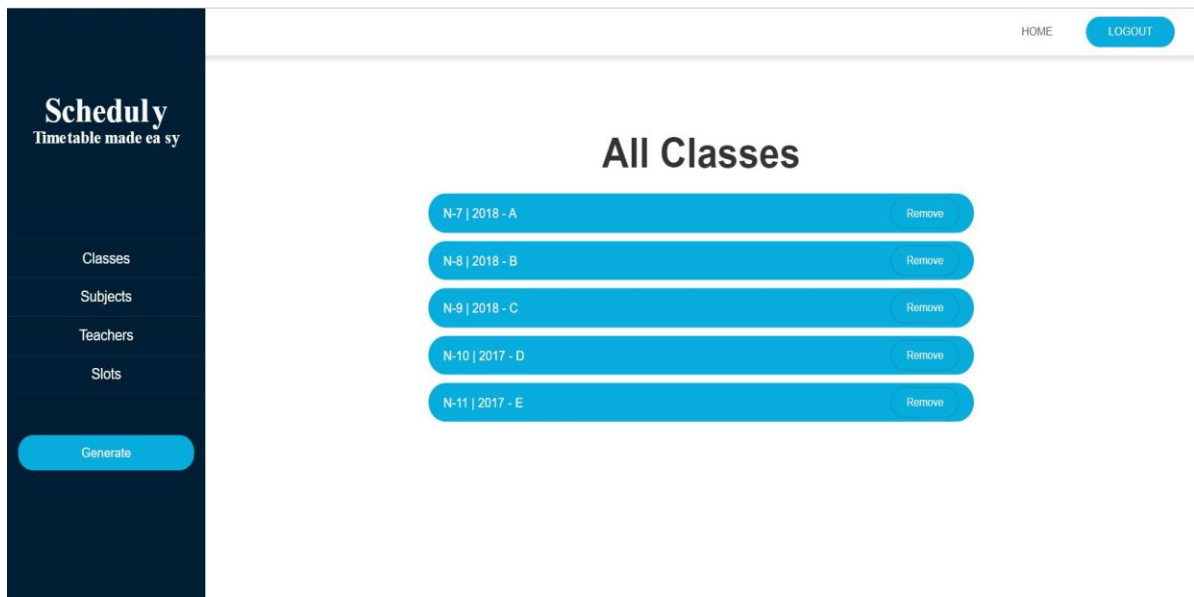 HOME
LOGOUT
Scheduly
Timetable made ea sy
All Classes
N-7 | 2018 - A
Remove
N-8 | 2018 - B
Remove
N-9 | 2018 - C
Remove
N-10 | 2017 - D
Remove
N-11 | 2017 - E
Remove
Classes
Subjects
Teachers
Slots
Generate